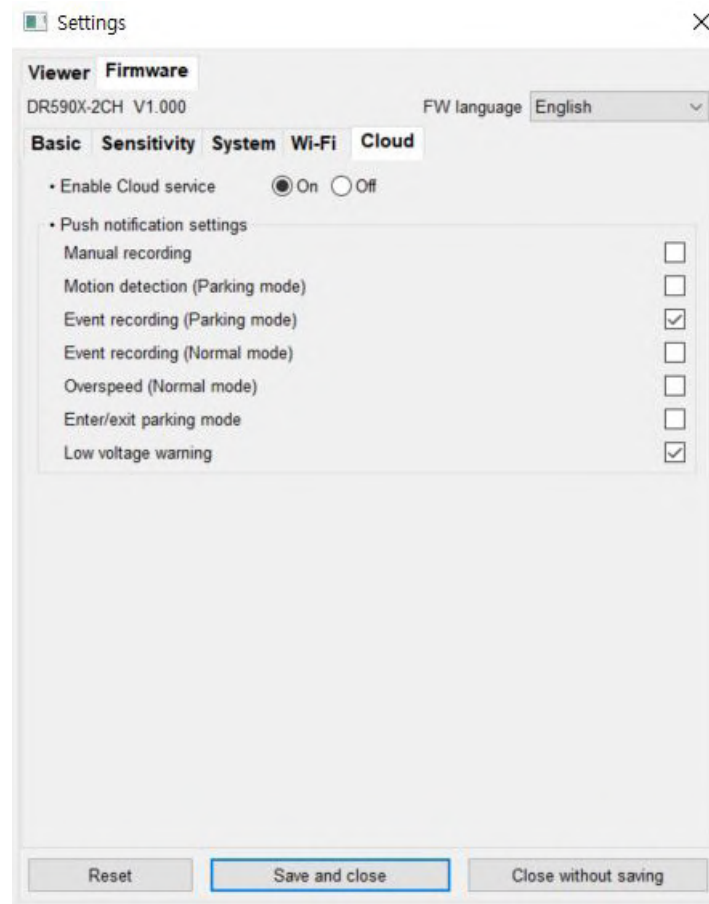 Settings
Viewer Firmware
DR590X-2CH V1.000 FW language English
Basic Sensitivity System Wi-Fi Cloud
• Enable Cloud service On Off
• Push notification settings
Manual recording
Motion detection (Parking mode)
Event recording (Parking mode)
Event recording (Normal mode)
Overspeed (Normal mode)
Enter/exit parking mode
Low voltage warning
Reset Save and close Close without saving